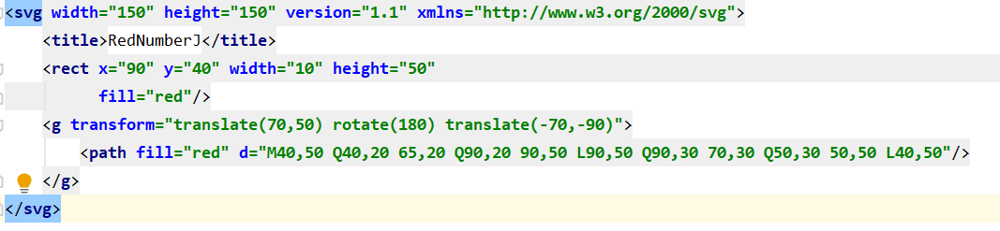 <svg width="150" height="150" version="1.1" xmlns="http://www.w3.org/2000/svg">
<title>RedNumberJ</title>
<rect x="90" y="40" width="10" height="50"
fill="red"/>
<g transform="translate(70,50) rotate(180) translate(-70,-90)">
<path fill="red" d="M40,50 Q40,20 65,20 Q90,20 90,50 L90,50 Q90,30 70,30 Q50,30 50,50 L40,50"/>
</g>
</svg>